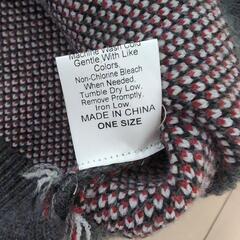 Machine Wash Cold
Gentle With Like
Colors.
Non-Chlorine Bleach
When Needed,
Tumble Dry Low,
Remove Promptly,
Iron Low.
MADE IN CHINA
ONE SIZE